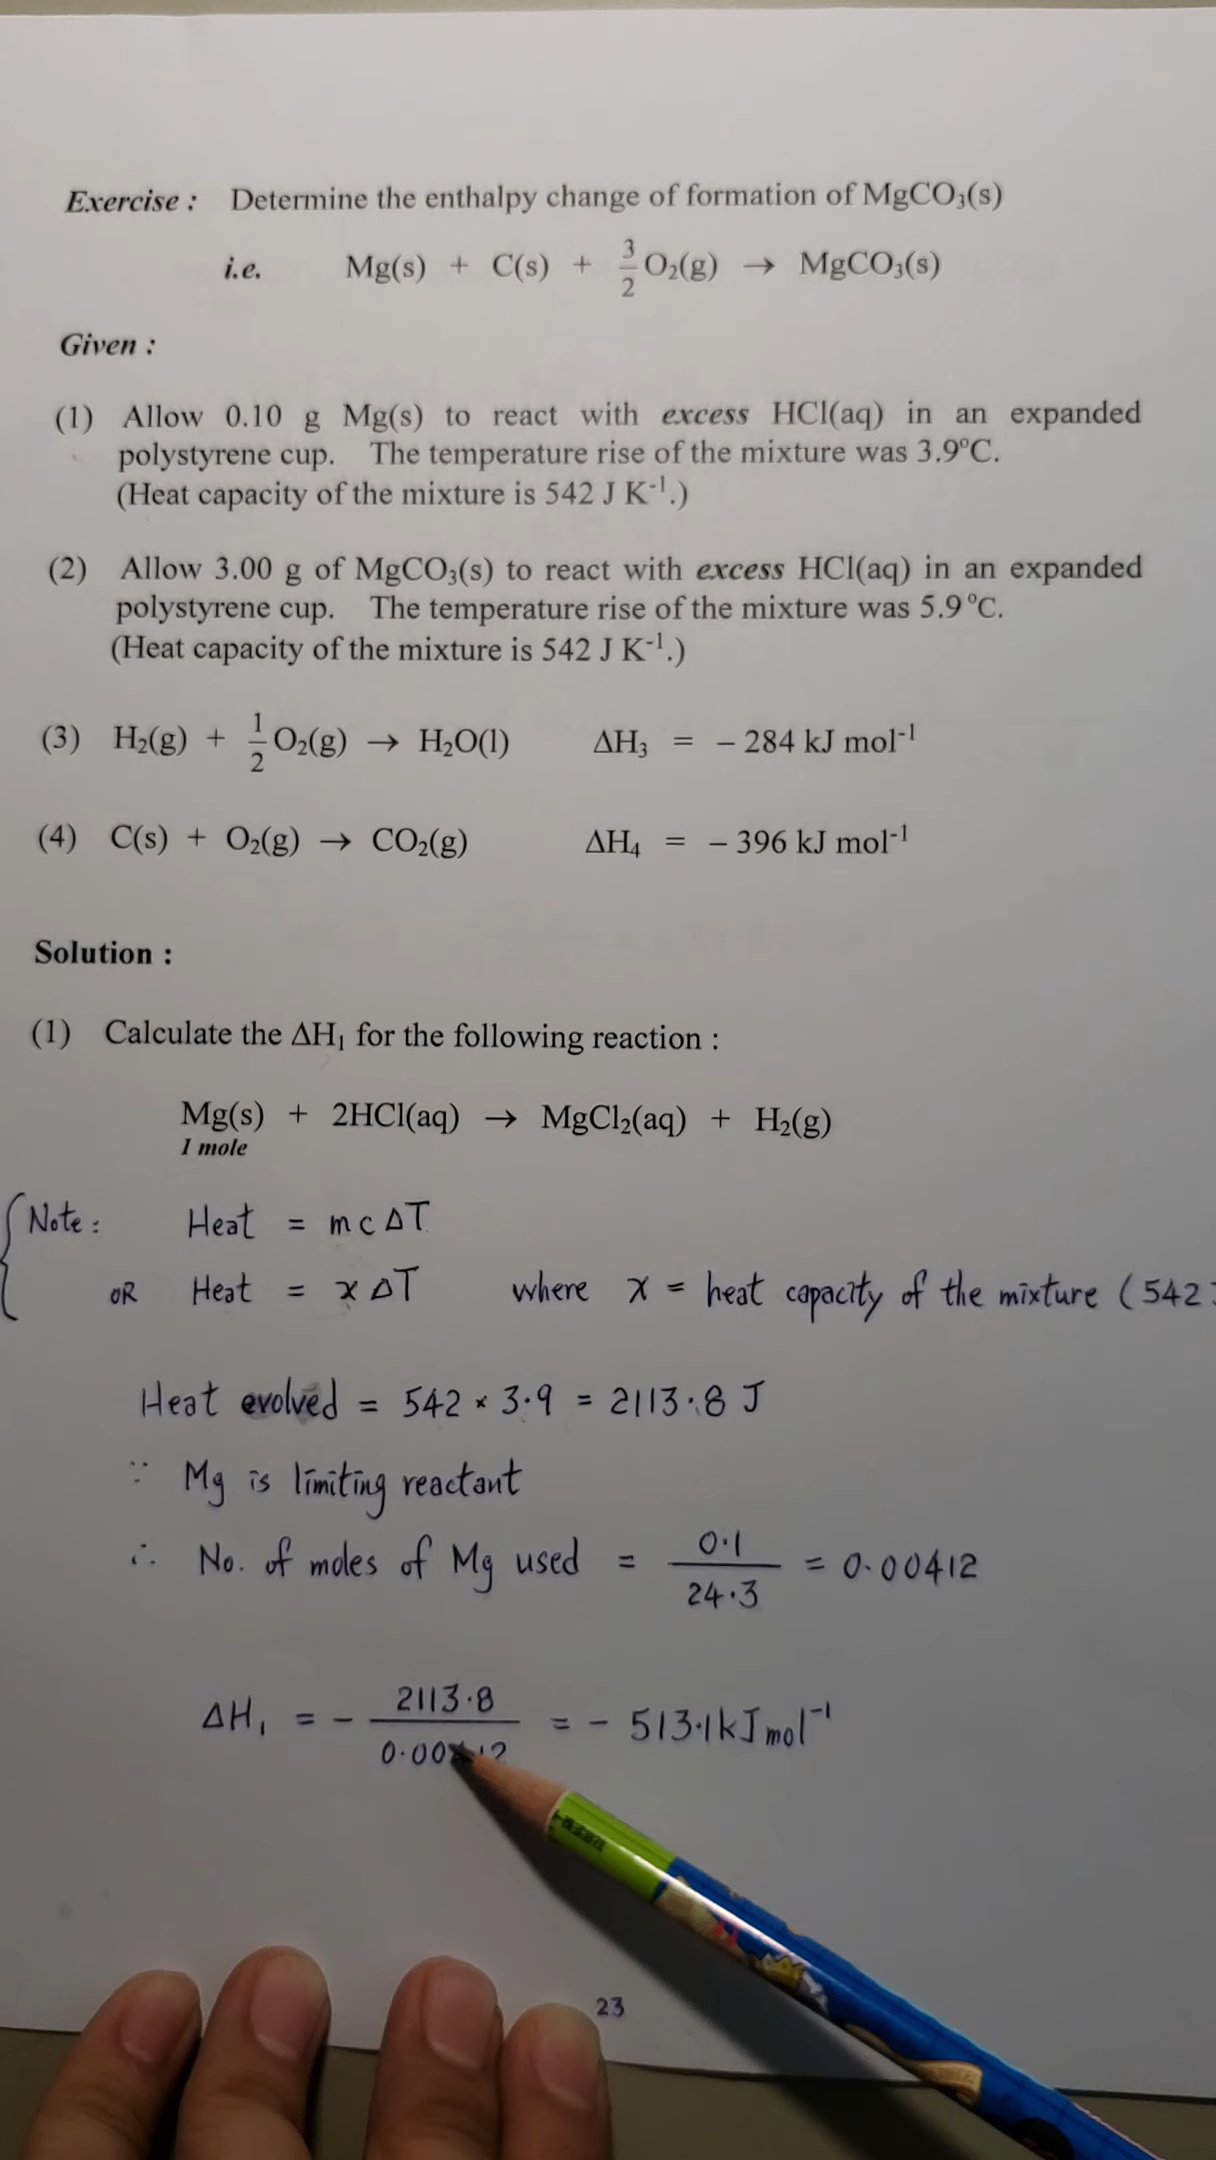 Exercise : Determine the enthalpy change of formation of MgCO₃(s)
i.e. Mg(s) + C(s) + 3/2 O₂(g) → MgCO₃(s)
Given :
(1) Allow 0.10 g Mg(s) to react with excess HCl(aq) in an expanded
polystyrene cup. The temperature rise of the mixture was 3.9°C.
(Heat capacity of the mixture is 542 J K⁻¹.)
(2) Allow 3.00 g of MgCO₃(s) to react with excess HCl(aq) in an expanded
polystyrene cup. The temperature rise of the mixture was 5.9 °C.
(Heat capacity of the mixture is 542 J K⁻¹.)
(3) H₂(g) + 1/2 O₂(g) → H₂O(l) ΔH₃ = – 284 kJ mol⁻¹
(4) C(s) + O₂(g) → CO₂(g) ΔH₄ = – 396 kJ mol⁻¹
Solution :
(1) Calculate the ΔH₁ for the following reaction :
Mg(s) + 2HCl(aq) → MgCl₂(aq) + H₂(g)
1 mole
Note : Heat = mcΔT
OR Heat = xΔT where x = heat capacity of the mixture (542
Heat evolved = 542 × 3.9 = 2113.8 J
∵ Mg is limiting reactant
∴ No. of moles of Mg used = 0.1/24.3 = 0.00412
ΔH₁ = - 2113.8/0.00412 = - 513.1 kJ mol⁻¹
23